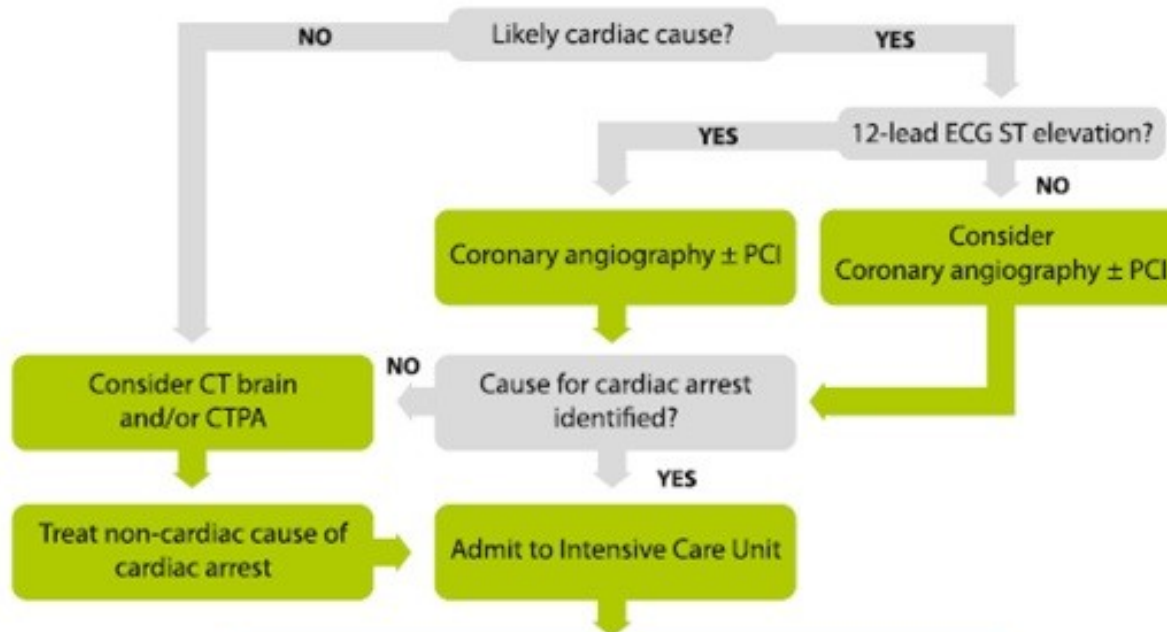 NO
Likely cardiac cause?
YES
YES
12-lead ECG ST elevation?
NO
Coronary angiography ± PCI
Consider
Coronary angiography ± PCI
Consider CT brain
and/or CTPA
NO
Cause for cardiac arrest
identified?
YES
Treat non-cardiac cause of
cardiac arrest
Admit to Intensive Care Unit